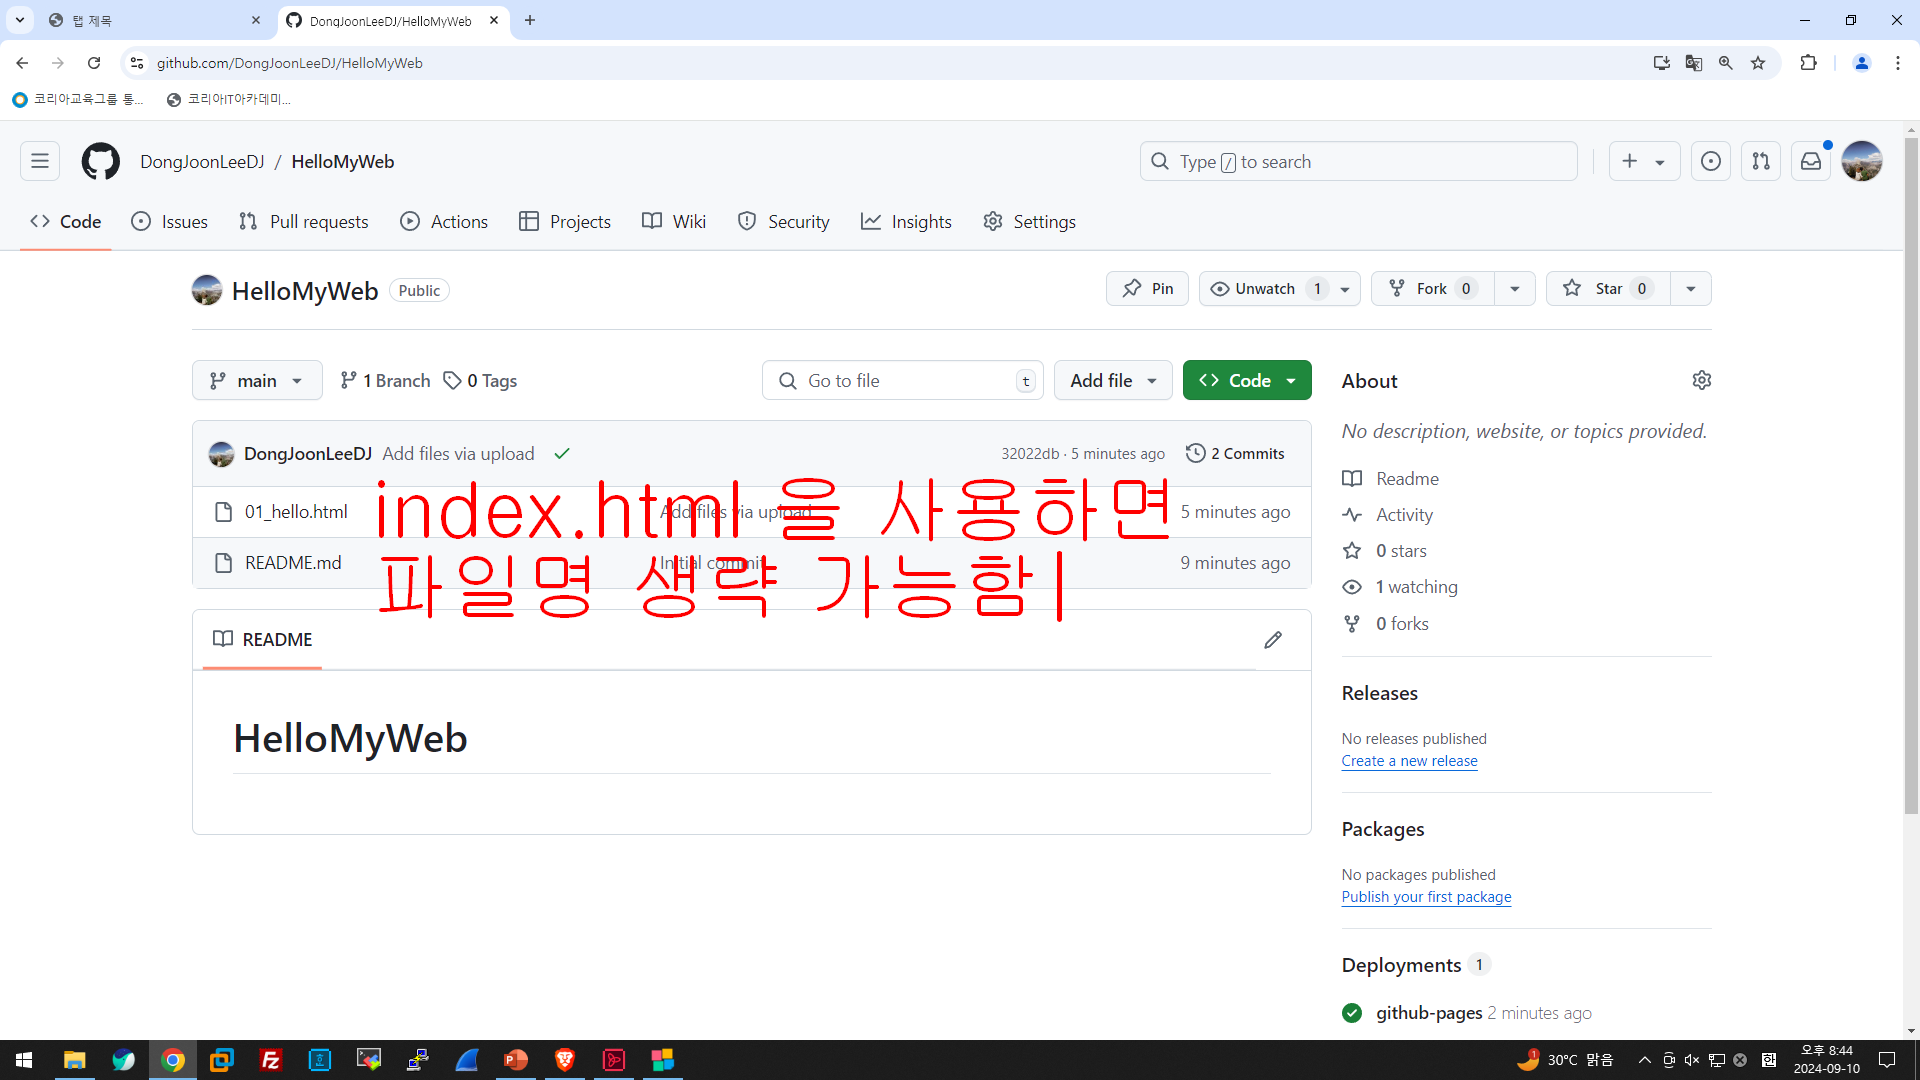 탭 제목
DongJoonLeeDJ/HelloMyWeb
github.com/DongJoonLeeDJ/HelloMyWeb
코리아교육그룹 통...
코리아IT아카데미...
DongJoonLeeDJ / HelloMyWeb
Type / to search
Code
Issues
Pull requests
Actions
Projects
Wiki
Security
Insights
Settings
HelloMyWeb Public
Pin
Unwatch 1
Fork 0
Star 0
main
1 Branch
0 Tags
Go to file t
Add file
Code
DongJoonLeeDJ Add files via upload
32022db · 5 minutes ago
2 Commits
01_hello.html
Add files via upload
5 minutes ago
README.md
Initial commit
9 minutes ago
index.html 을 사용하면
파일명 생략 가능함
README
HelloMyWeb
About
No description, website, or topics provided.
Readme
Activity
0 stars
1 watching
0 forks
Releases
No releases published
Create a new release
Packages
No packages published
Publish your first package
Deployments 1
github-pages 2 minutes ago
1
30°C 맑음
한
오후 8:44
2024-09-10